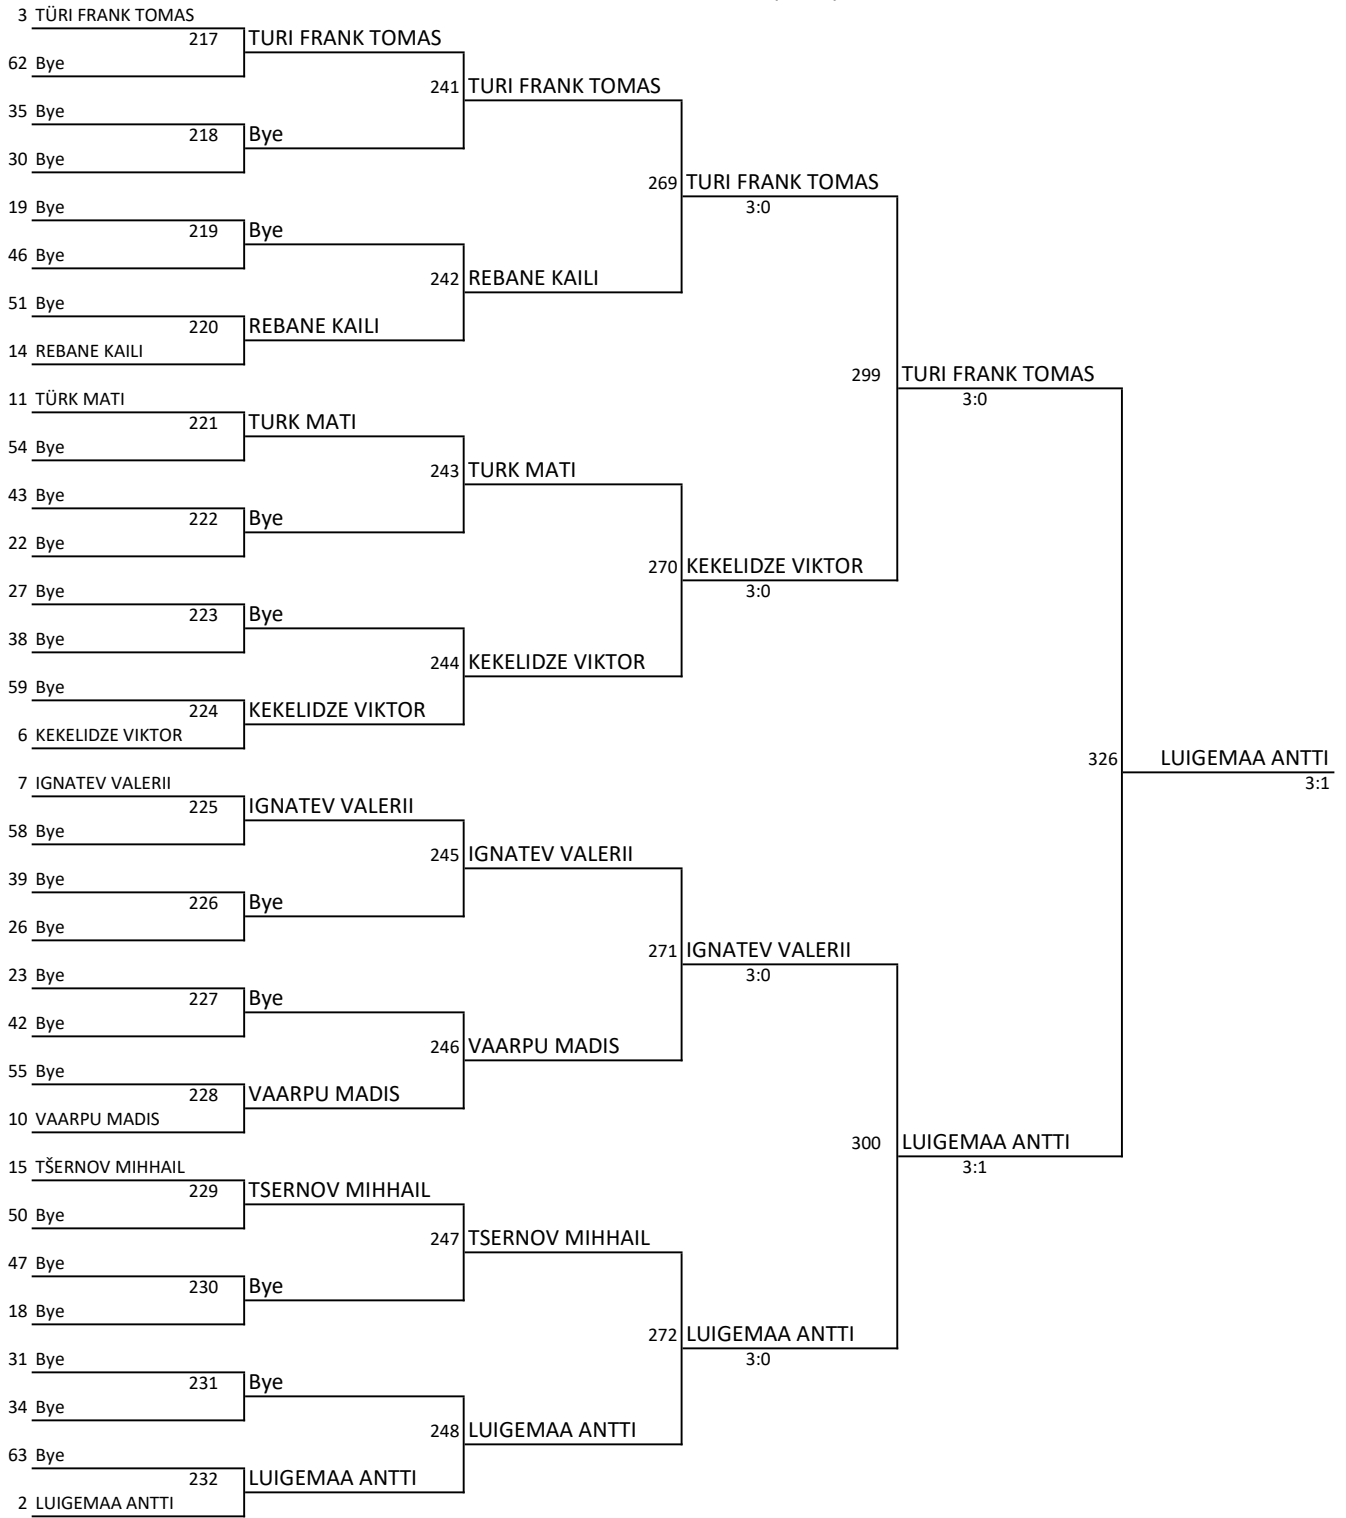 3 TÜRI FRANK TOMAS
217 TURI FRANK TOMAS
62 Bye
241 TURI FRANK TOMAS
35 Bye
218 Bye
30 Bye
269 TURI FRANK TOMAS
3:0
19 Bye
219 Bye
46 Bye
242 REBANE KAILI
51 Bye
220 REBANE KAILI
14 REBANE KAILI
299 TURI FRANK TOMAS
3:0
11 TÜRK MATI
221 TURK MATI
54 Bye
243 TURK MATI
43 Bye
222 Bye
22 Bye
270 KEKELIDZE VIKTOR
3:0
27 Bye
223 Bye
38 Bye
244 KEKELIDZE VIKTOR
59 Bye
224 KEKELIDZE VIKTOR
6 KEKELIDZE VIKTOR
326 LUIGEMAA ANTTI
3:1
7 IGNATEV VALERII
225 IGNATEV VALERII
58 Bye
245 IGNATEV VALERII
39 Bye
226 Bye
26 Bye
271 IGNATEV VALERII
3:0
23 Bye
227 Bye
42 Bye
246 VAARPU MADIS
55 Bye
228 VAARPU MADIS
10 VAARPU MADIS
300 LUIGEMAA ANTTI
3:1
15 TŠERNOV MIHHAIL
229 TSERNOV MIHHAIL
50 Bye
247 TSERNOV MIHHAIL
47 Bye
230 Bye
18 Bye
272 LUIGEMAA ANTTI
3:0
31 Bye
231 Bye
34 Bye
248 LUIGEMAA ANTTI
63 Bye
232 LUIGEMAA ANTTI
2 LUIGEMAA ANTTI